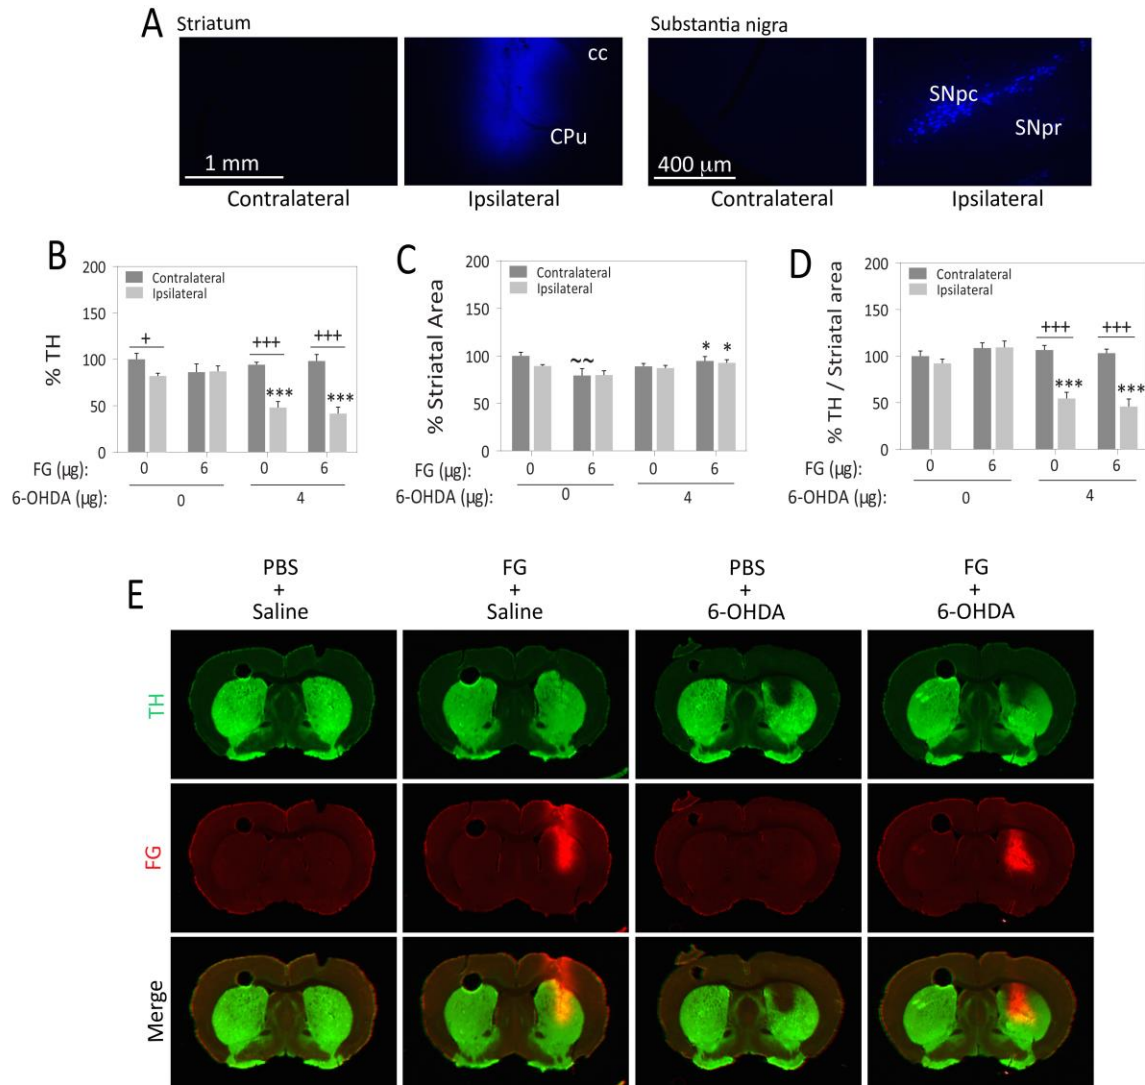 A Striatum Substantia nigra
cc
CPu
SNpc
SNpr
1 mm
400 µm
Contralateral Ipsilateral Contralateral Ipsilateral
B
% TH
200
150
100
50
0
Contralateral
Ipsilateral
+
+++
+++
***
***
FG (µg): 0 6 0 6
6-OHDA (µg): 0 4
C
% Striatal Area
200
150
100
50
0
Contralateral
Ipsilateral
~~
* *
0 6 0 6
FG (µg):
6-OHDA (µg): 0 4
D
% TH / Striatal area
200
150
100
50
0
Contralateral
Ipsilateral
+++
+++
***
***
FG (µg): 0 6 0 6
6-OHDA (µg): 0 4
E
PBS FG PBS FG
+ + + +
Saline Saline 6-OHDA 6-OHDA
TH
FG
Merge